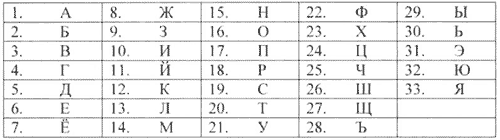 1. А 8. Ж 15. Н 22. Ф 29. Ы
2. Б 9. З 16. О 23. Х 30. Ь
3. В 10. И 17. П 24. Ц 31. Э
4. Г 11. Й 18. Р 25. Ч 32. Ю
5. Д 12. К 19. С 26. Ш 33. Я
6. Е 13. Л 20. Т 27. Щ
7. Ё 14. М 21. У 28. Ъ